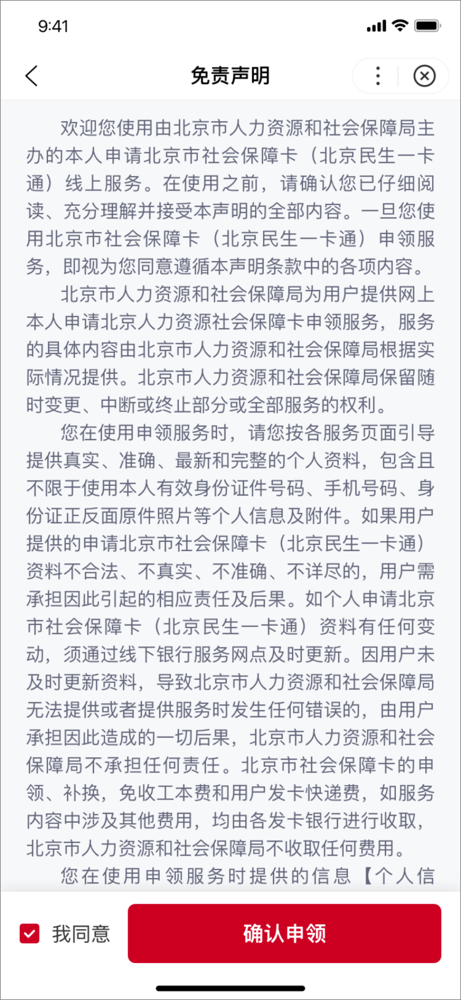 9:41
免责声明
欢迎您使用由北京市人力资源和社会保障局主
办的本人申请北京市社会保障卡（北京民生一卡
通）线上服务。在使用之前，请确认您已仔细阅
读、充分理解并接受本声明的全部内容。一旦您使
用北京市社会保障卡（北京民生一卡通）申领服
务，即视为您同意遵循本声明条款中的各项内容。
北京市人力资源和社会保障局为用户提供网上
本人申请北京人力资源社会保障卡申领服务，服务
的具体内容由北京市人力资源和社会保障局根据实
际情况提供。北京市人力资源和社会保障局保留随
时变更、中断或终止部分或全部服务的权利。
您在使用申领服务时，请您按各服务页面引导
提供真实、准确、最新和完整的个人资料，包含且
不限于使用本人有效身份证件号码、手机号码、身
份证正反面原件照片等个人信息及附件。如果用户
提供的申请北京市社会保障卡（北京民生一卡通）
资料不合法、不真实、不准确、不详尽的，用户需
承担因此引起的相应责任及后果。如个人申请北京
市社会保障卡（北京民生一卡通）资料有任何变
动，须通过线下银行服务网点及时更新。因用户未
及时更新资料，导致北京市人力资源和社会保障局
无法提供或者提供服务时发生任何错误的，由用户
承担因此造成的一切后果，北京市人力资源和社会
保障局不承担任何责任。北京市社会保障卡的申
领、补换，免收工本费和用户发卡快递费，如服务
内容中涉及其他费用，均由各发卡银行进行收取，
北京市人力资源和社会保障局不收取任何费用。
您在使用申领服务时提供的信息【个人信
我同意
确认申领